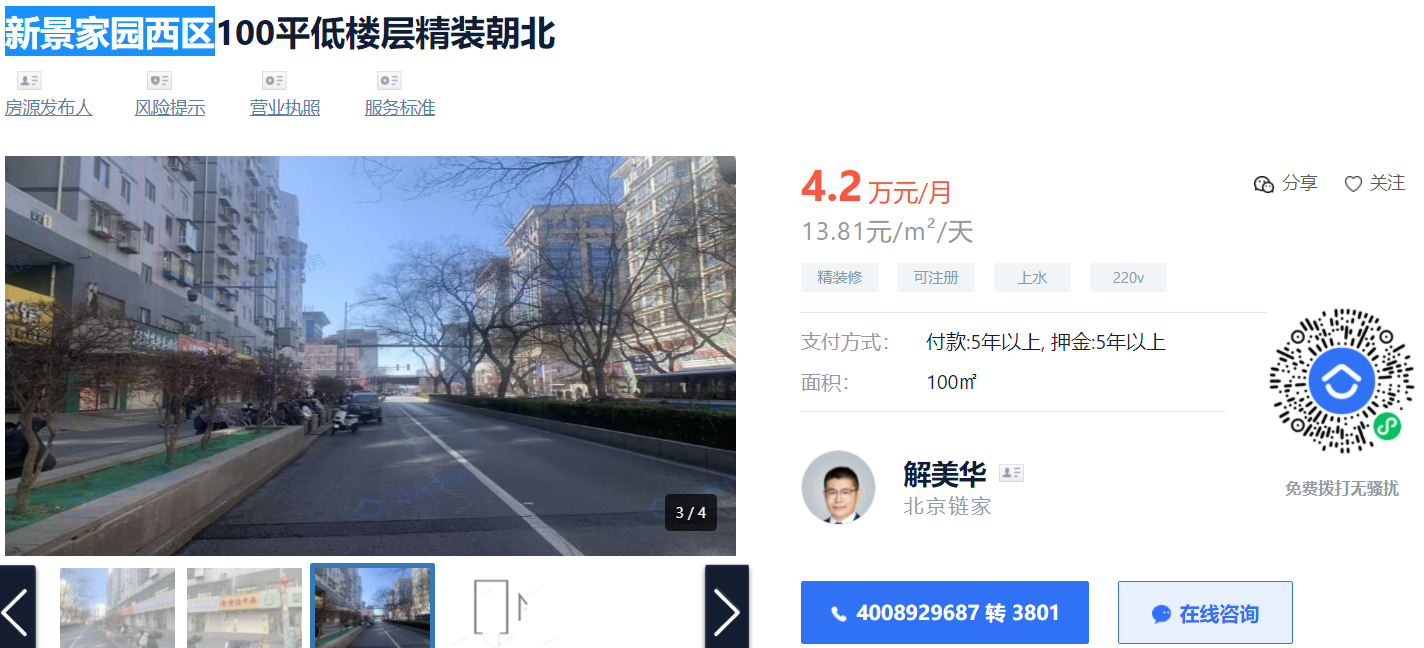 新景家园西区100平低楼层精装朝北
房源发布人 风险提示 营业执照 服务标准
4.2 万元/月
分享 关注
13.81元/m²/天
精装修 可注册 上水 220v
支付方式： 付款:5年以上, 押金:5年以上
面积： 100㎡
解美华
北京链家
免费拨打无骚扰
3 / 4
4008929687 转 3801
在线咨询